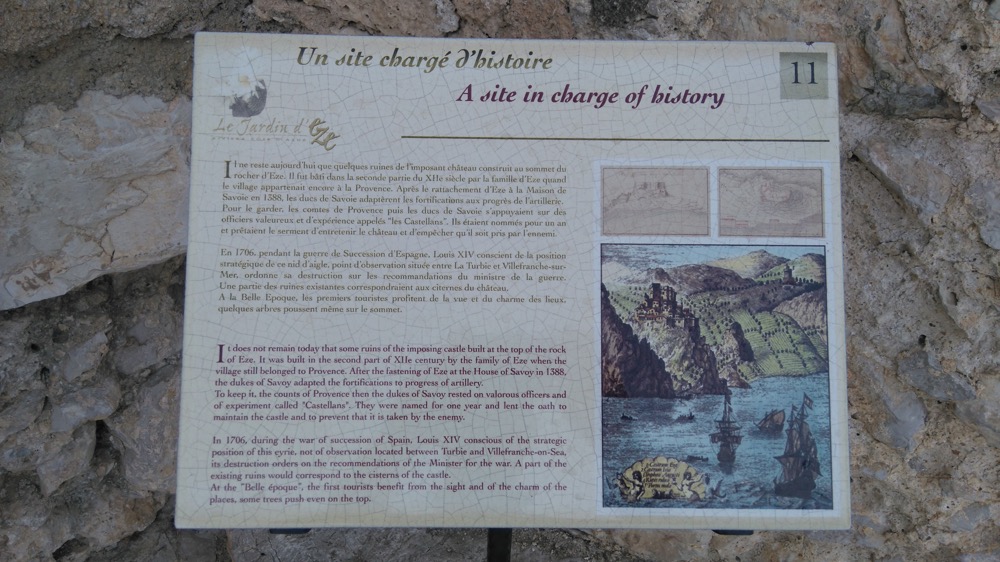 Un site chargé d'histoire
A site in charge of history
11
Le Jardin d'Eze
Il ne reste aujourd'hui que quelques ruines de l'imposant château construit au sommet du
rocher d'Eze. Il fut bâti dans la seconde partie du XIIe siècle par la famille d'Eze quand
le village appartenait encore à la Provence. Après le rattachement d'Eze à la Maison de
Savoie en 1388, les ducs de Savoie adaptèrent les fortifications aux progrès de l'artillerie.
Pour le garder, les comtes de Provence puis les ducs de Savoie s'appuyaient sur des
officiers valeureux et d'expérience appelés "les Castellans". Ils étaient nommés pour un an
et prêtaient le serment d'entretenir le château et d'empêcher qu'il soit pris par l'ennemi.
En 1706, pendant la guerre de Succession d'Espagne, Louis XIV conscient de la position
stratégique de ce nid d'aigle, point d'observation située entre La Turbie et Villefranche-sur-
Mer, ordonne sa destruction sur les recommandations du ministre de la guerre.
Une partie des ruines existantes correspondraient aux citernes du château.
A la Belle Epoque, les premiers touristes profitent de la vue et du charme des lieux,
quelques arbres poussent même sur le sommet.
It does not remain today that some ruins of the imposing castle built at the top of the rock
of Eze. It was built in the second part of XIIe century by the family of Eze when the
village still belonged to Provence. After the fastening of Eze at the House of Savoy in 1388,
the dukes of Savoy adapted the fortifications to progress of artillery.
To keep it, the counts of Provence then the dukes of Savoy rested on valorous officers and
of experiment called "Castellans". They were named for one year and lent the oath to
maintain the castle and to prevent that it is taken by the enemy.
In 1706, during the war of succession of Spain, Louis XIV conscious of the strategic
position of this eyrie, not of observation located between Turbie and Villefranche-on-Sea,
its destruction orders on the recommendations of the Minister for the war. A part of the
existing ruins would correspond to the cisterns of the castle.
At the "Belle époque", the first tourists benefit from the sight and of the charm of the
places, some trees push even on the top.